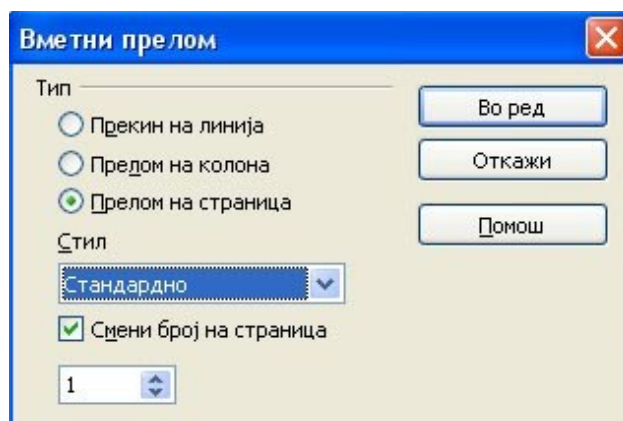 Вметни прелом
Тип
Прекин на линија
Прелом на колона
Прелом на страница
Стил
Стандардно
Смени број на страница
1
Во ред
Откажи
Помош